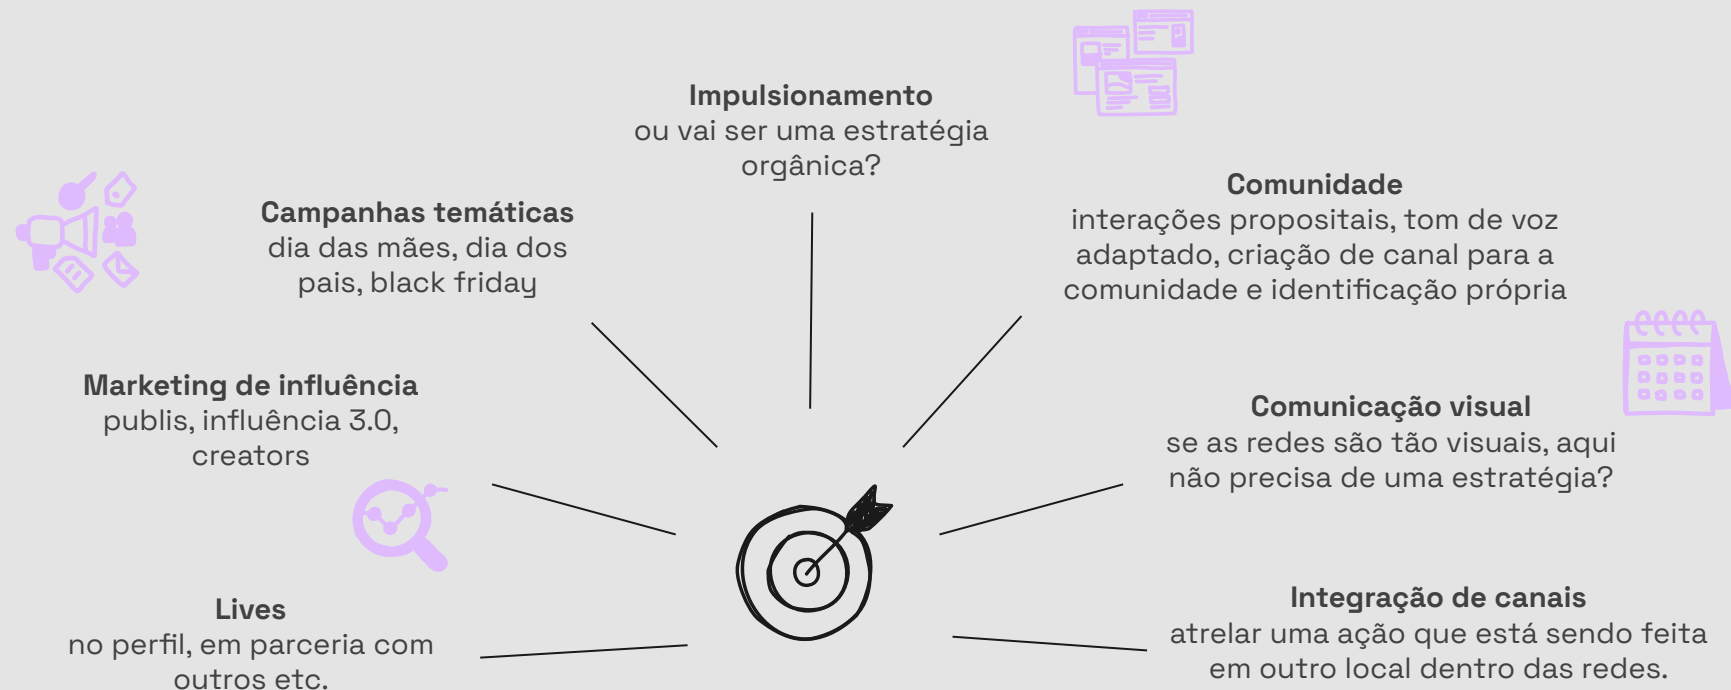 Impulsionamento
ou vai ser uma estratégia
orgânica?
Campanhas temáticas
dia das mães, dia dos
pais, black friday
Comunidade
interações propositais, tom de voz
adaptado, criação de canal para a
comunidade e identificação própria
Marketing de influência
publis, influência 3.0,
creators
Comunicação visual
se as redes são tão visuais, aqui
não precisa de uma estratégia?
Lives
no perfil, em parceria com
outros etc.
Integração de canais
atrelar uma ação que está sendo feita
em outro local dentro das redes.